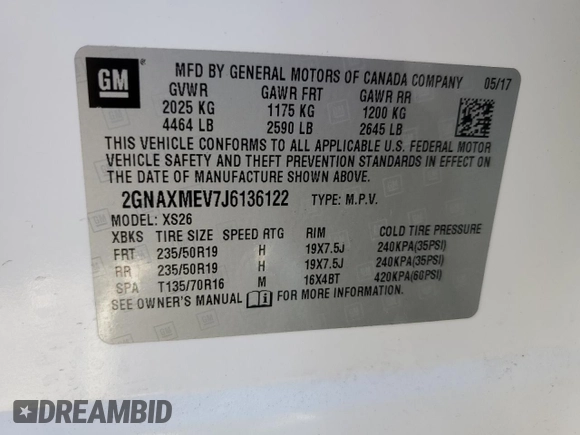 GM
MFD BY GENERAL MOTORS OF CANADA COMPANY 05/17
GVWR GAWR FRT GAWR RR
2025 KG 1175 KG 1200 KG
4464 LB 2590 LB 2645 LB
THIS VEHICLE CONFORMS TO ALL APPLICABLE U.S. FEDERAL MOTOR
VEHICLE SAFETY AND THEFT PREVENTION STANDARDS IN EFFECT ON
THE DATE OF MANUFACTURE SHOWN ABOVE.
2GNAXMEV7J6136122 TYPE: M.P.V.
MODEL: XS26
XBKS TIRE SIZE SPEED RTG RIM COLD TIRE PRESSURE
FRT 235/50R19 H 19X7.5J 240KPA(35PSI)
RR 235/50R19 H 19X7.5J 240KPA(35PSI)
SPA T135/70R16 M 16X4BT 420KPA(60PSI)
SEE OWNER'S MANUAL FOR MORE INFORMATION.
DREAMBID